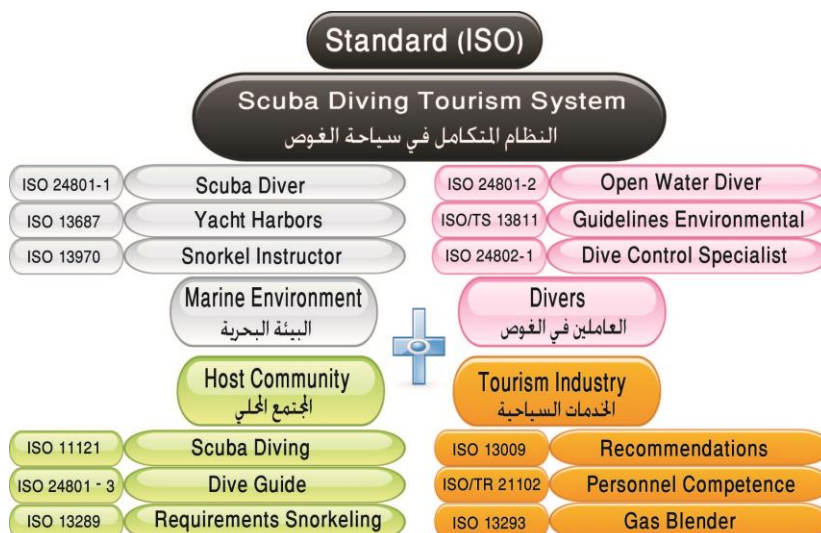 Standard (ISO)
Scuba Diving Tourism System
النظام المتكامل في سياحة الغوص
ISO 24801-1 Scuba Diver
ISO 13687 Yacht Harbors
ISO 13970 Snorkel Instructor
Marine Environment
البيئة البحرية
ISO 24801-2 Open Water Diver
ISO/TS 13811 Guidelines Environmental
ISO 24802-1 Dive Control Specialist
Divers
العاملين في الغوص
Host Community
المجتمع المحلي
ISO 11121 Scuba Diving
ISO 24801 - 3 Dive Guide
ISO 13289 Requirements Snorkeling
Tourism Industry
الخدمات السياحية
ISO 13009 Recommendations
ISO/TR 21102 Personnel Competence
ISO 13293 Gas Blender